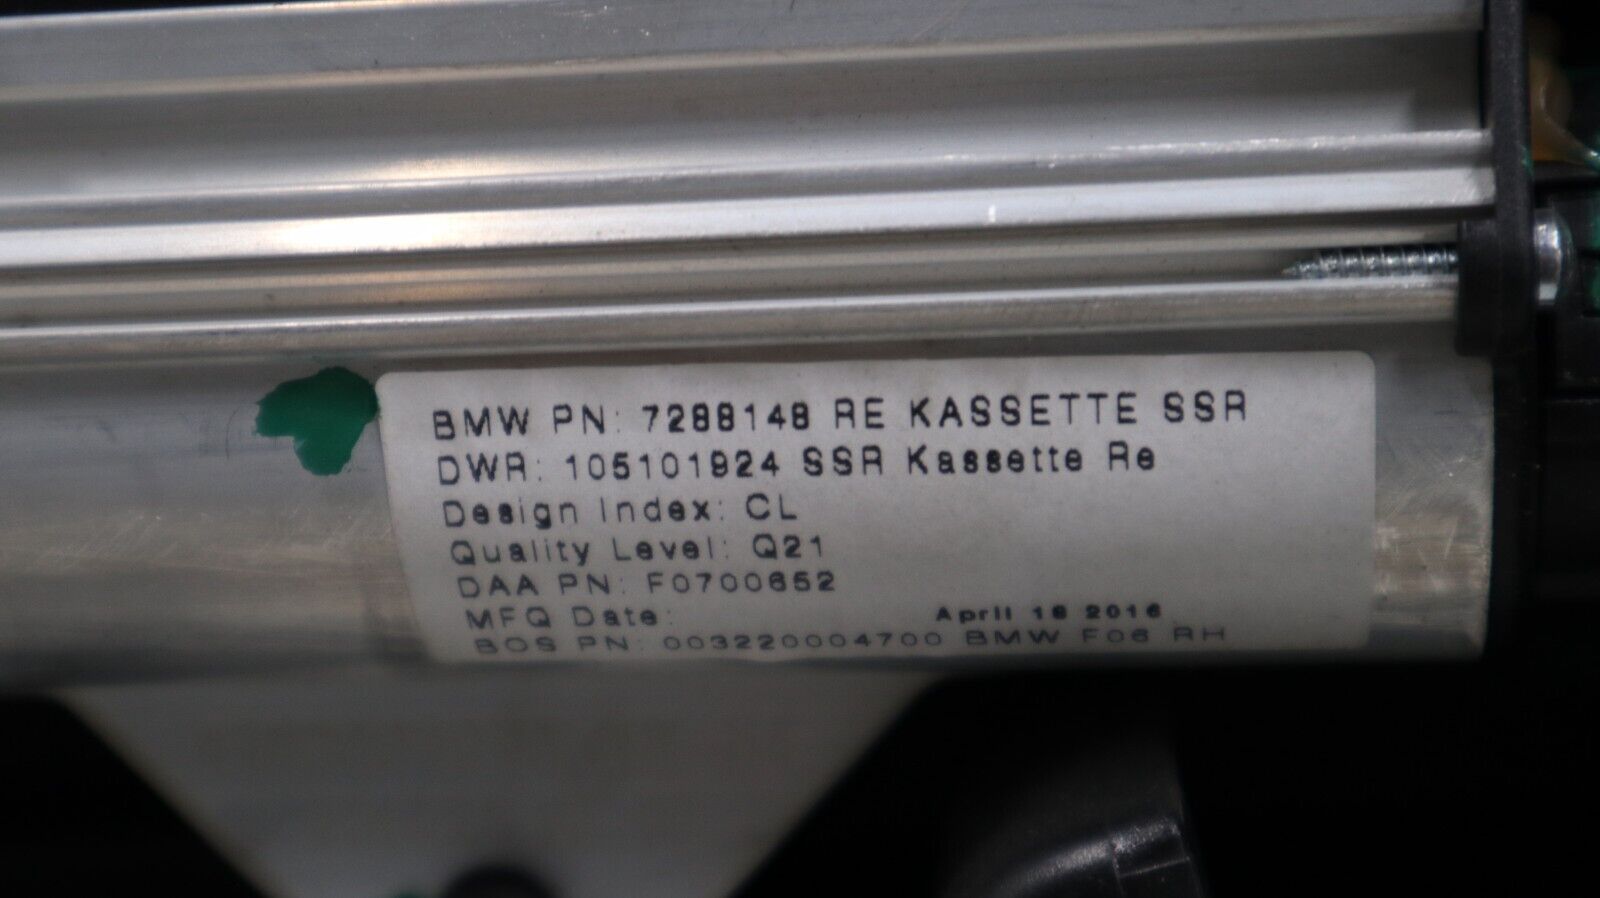 BMW PN: 7288148 RE KASSETTE SSR
DWR: 105101924 SSR Kassette Re
Design Index: CL
Quality Level: Q21
DAA PN: F0700652
MFG Date: April 18 2016
BOS PN: 003220004700 BMW F06 RH